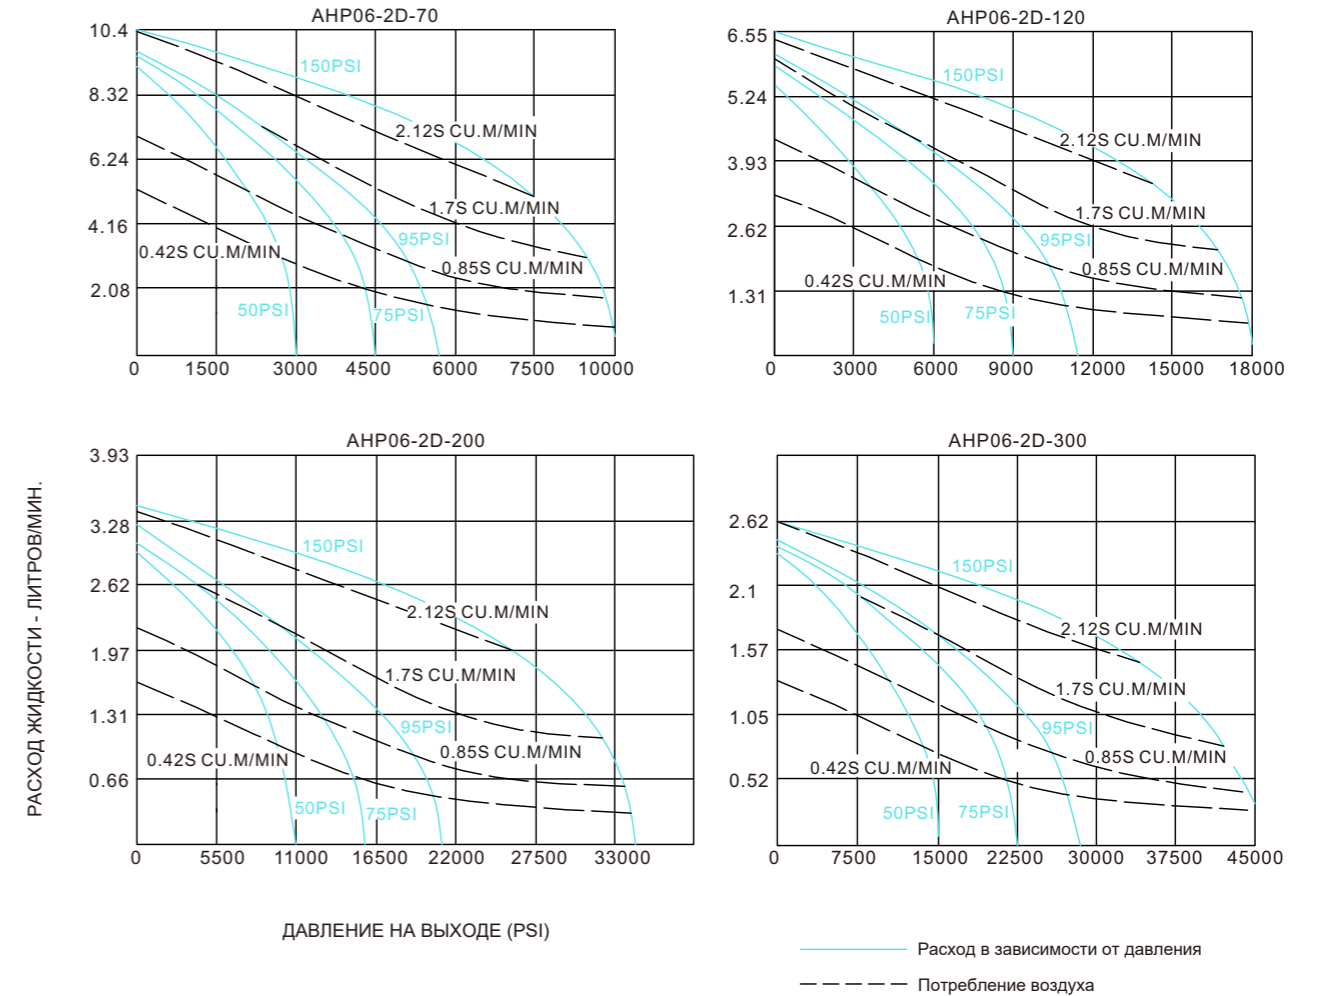 AHP06-2D-70
10.4
8.32
6.24
4.16
2.08
150PSI
2.12S CU.M/MIN
1.7S CU.M/MIN
95PSI
0.42S CU.M/MIN
0.85S CU.M/MIN
50PSI
75PSI
0 1500 3000 4500 6000 7500 10000
AHP06-2D-120
6.55
5.24
3.93
2.62
1.31
150PSI
2.12S CU.M/MIN
1.7S CU.M/MIN
95PSI
0.85S CU.M/MIN
0.42S CU.M/MIN
50PSI
75PSI
0 3000 6000 9000 12000 15000 18000
AHP06-2D-200
3.93
3.28
2.62
1.97
1.31
0.66
150PSI
2.12S CU.M/MIN
1.7S CU.M/MIN
95PSI
0.85S CU.M/MIN
0.42S CU.M/MIN
50PSI
75PSI
0 5500 11000 16500 22000 27500 33000
AHP06-2D-300
2.62
2.1
1.57
1.05
0.52
150PSI
2.12S CU.M/MIN
1.7S CU.M/MIN
95PSI
0.85S CU.M/MIN
0.42S CU.M/MIN
50PSI
75PSI
0 7500 15000 22500 30000 37500 45000
РАСХОД ЖИДКОСТИ - ЛИТРОВ/МИН.
ДАВЛЕНИЕ НА ВЫХОДЕ (PSI)
Расход в зависимости от давления
Потребление воздуха